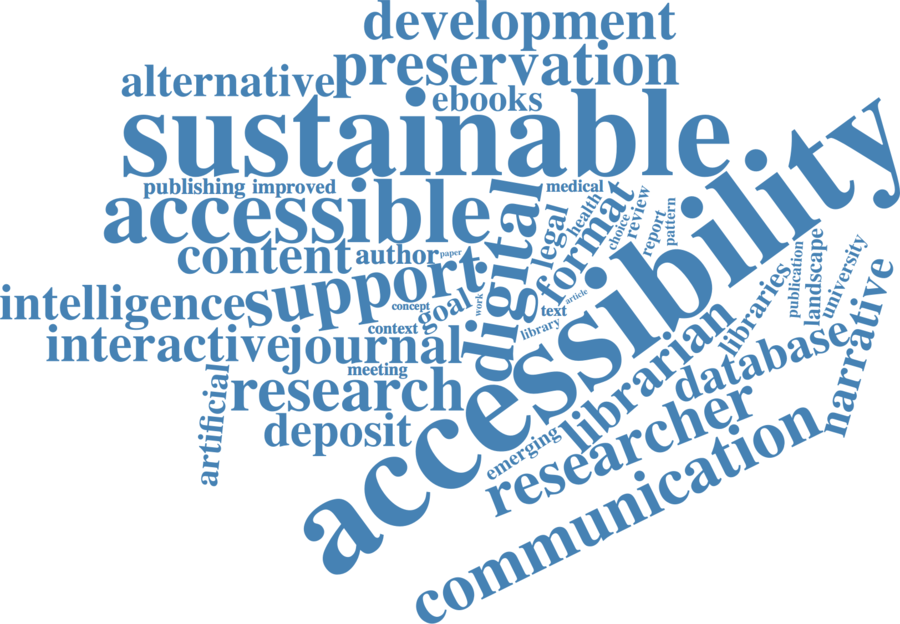 development
preservation
alternative
ebooks
sustainable
publishing improved
medical
accessible
digital
legal
health
format
choice
review
report
pattern
accessibility
content
author
paper
support
intelligence
concept
goal
work
article
text
library
context
interactive
journal
meeting
research
artificial
deposit
librarian
libraries
publication
landscape
university
narrative
database
emerging
researcher
communication